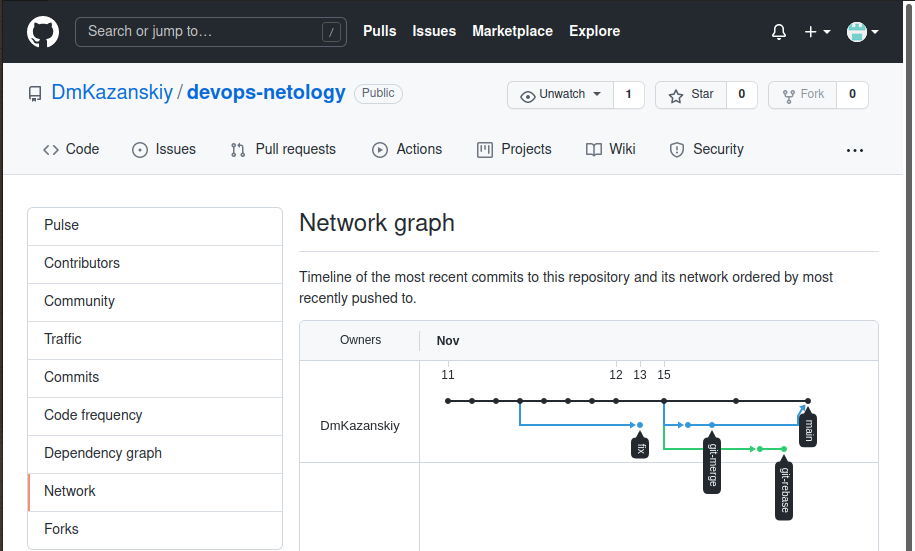 Search or jump to… /
Pulls Issues Marketplace Explore
DmKazanskiy / devops-netology Public
Unwatch 1 Star 0 Fork 0
Code Issues Pull requests Actions Projects Wiki Security
Pulse
Contributors
Community
Traffic
Commits
Code frequency
Dependency graph
Network
Forks
Network graph
Timeline of the most recent commits to this repository and its network ordered by most
recently pushed to.
Owners Nov
11 12 13 15
DmKazanskiy
main
fix
git-merge
git-rebase